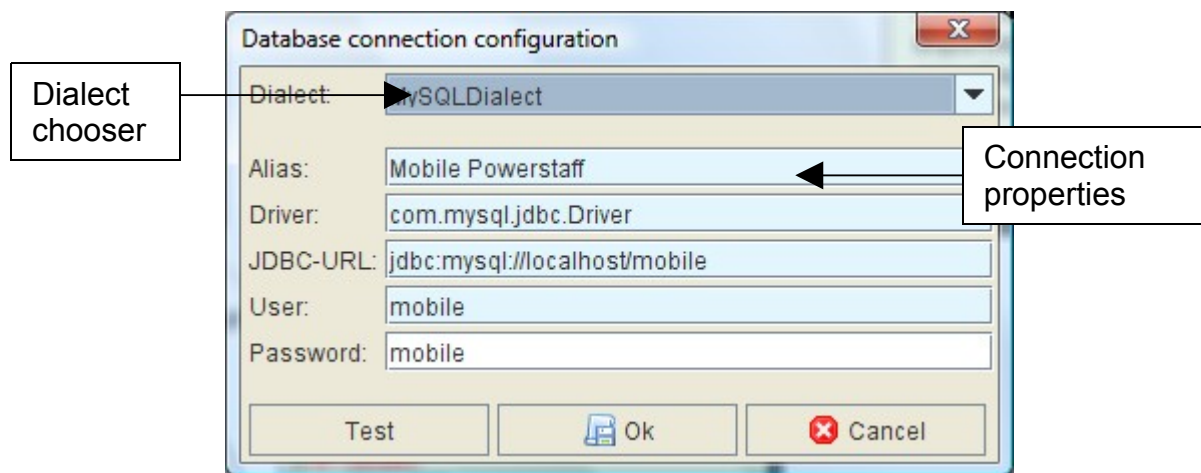 Database connection configuration
Dialect chooser
Dialect: MySQLDialect
Alias: Mobile Powerstaff
Connection properties
Driver: com.mysql.jdbc.Driver
JDBC-URL: jdbc:mysql://localhost/mobile
User: mobile
Password: mobile
Test Ok Cancel